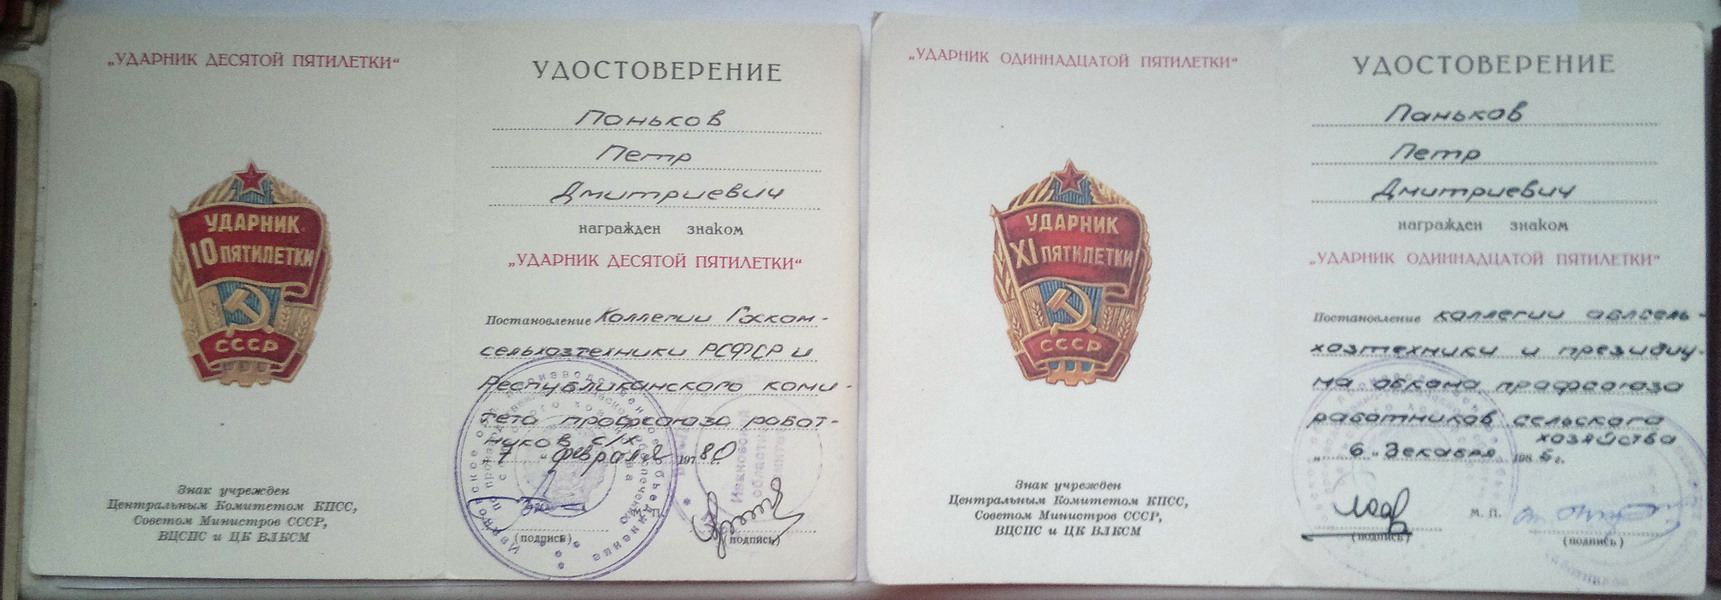 „УДАРНИК ДЕСЯТОЙ ПЯТИЛЕТКИ“
УДАРНИК
10 ПЯТИЛЕТКИ
СССР
Знак учрежден
Центральным Комитетом КПСС,
Советом Министров СССР,
ВЦСПС и ЦК ВЛКСМ
УДОСТОВЕРЕНИЕ
Паньков
Петр
Дмитриевич
награжден знаком
„УДАРНИК ДЕСЯТОЙ ПЯТИЛЕТКИ“
Постановление Коллегии Госком-
сельхозтехники РСФСР и
Республиканского коми-
тета профсоюза работ-
ников с/х
„7 „ февраля 1980 г.
М. П.
(подпись) (подпись)
„УДАРНИК ОДИННАДЦАТОЙ ПЯТИЛЕТКИ“
УДАРНИК
XI ПЯТИЛЕТКИ
СССР
Знак учрежден
Центральным Комитетом КПСС,
Советом Министров СССР,
ВЦСПС и ЦК ВЛКСМ
УДОСТОВЕРЕНИЕ
Паньков
Петр
Дмитриевич
награжден знаком
„УДАРНИК ОДИННАДЦАТОЙ ПЯТИЛЕТКИ“
Постановление коллегии облсель-
хозтехники и президиу-
ма обкома профсоюза
работников сельского
хозяйства
„ 6 „ декабря 198 г.
М. П.
(подпись) (подпись)